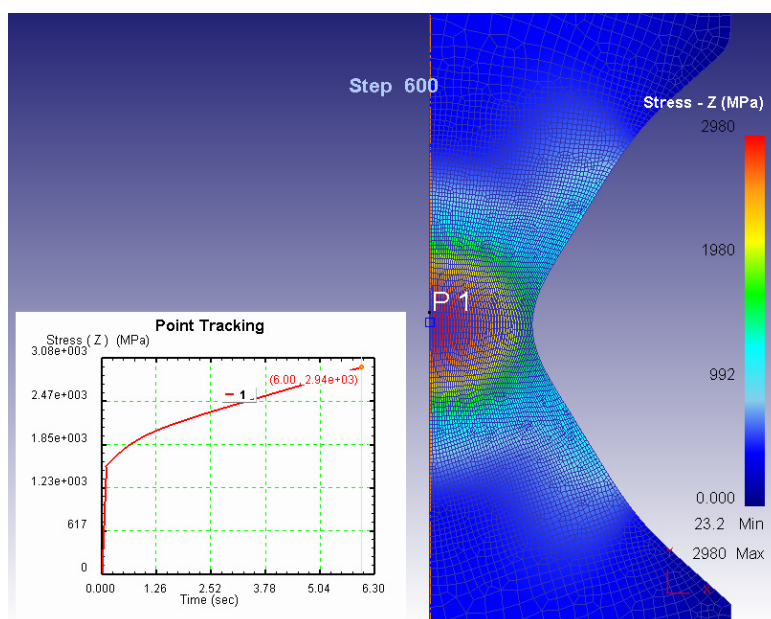 Step 600
Stress - Z (MPa)
2980
1980
992
0.000
23.2 Min
2980 Max
P 1
X
Point Tracking
Stress ( Z ) (MPa)
3.08e+003
2.47e+003
1.85e+003
1.23e+003
617
0
(6.00 , 2.94e+03)
1
0.000 1.26 2.52 3.78 5.04 6.30
Time (sec)